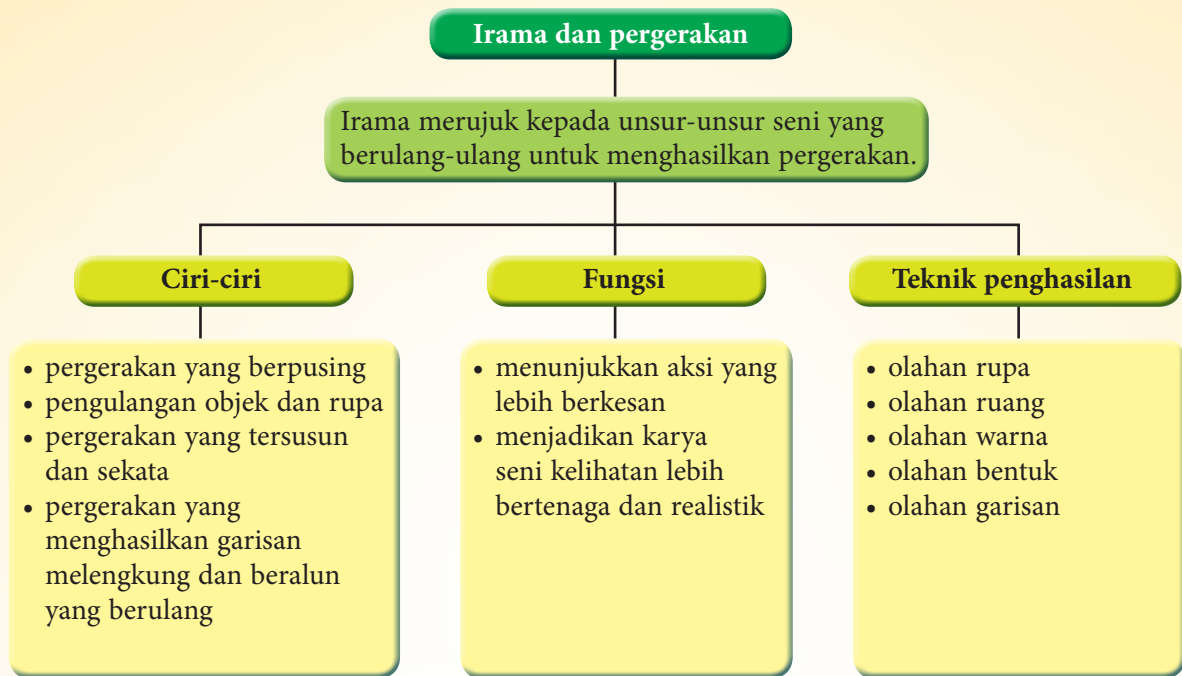 Irama dan pergerakan
Irama merujuk kepada unsur-unsur seni yang
berulang-ulang untuk menghasilkan pergerakan.
Ciri-ciri
• pergerakan yang berpusing
• pengulangan objek dan rupa
• pergerakan yang tersusun
dan sekata
• pergerakan yang
menghasilkan garisan
melengkung dan beralun
yang berulang
Fungsi
• menunjukkan aksi yang
lebih berkesan
• menjadikan karya
seni kelihatan lebih
bertenaga dan realistik
Teknik penghasilan
• olahan rupa
• olahan ruang
• olahan warna
• olahan bentuk
• olahan garisan